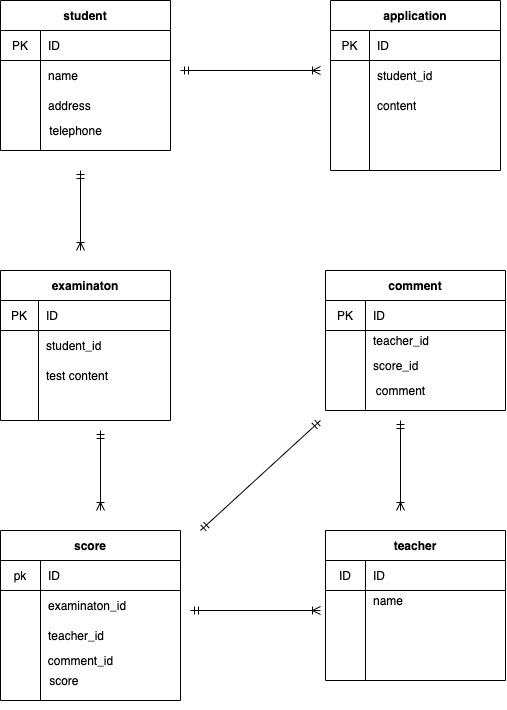 student
PK ID
name
address
telephone
application
PK ID
student_id
content
examinaton
PK ID
student_id
test content
comment
PK ID
teacher_id
score_id
comment
score
pk ID
examinaton_id
teacher_id
comment_id
score
teacher
ID ID
name